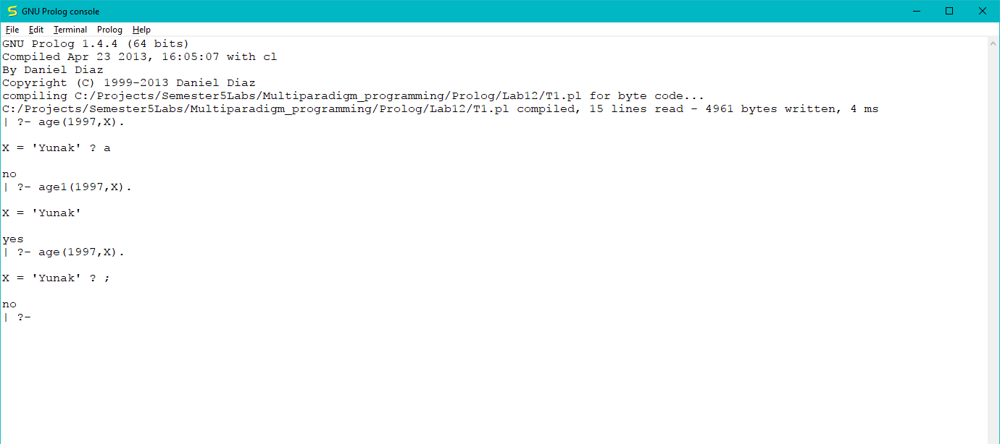 GNU Prolog console
File Edit Terminal Prolog Help
GNU Prolog 1.4.4 (64 bits)
Compiled Apr 23 2013, 16:05:07 with cl
By Daniel Diaz
Copyright (C) 1999-2013 Daniel Diaz
compiling C:/Projects/Semester5Labs/Multiparadigm_programming/Prolog/Lab12/T1.pl for byte code...
C:/Projects/Semester5Labs/Multiparadigm_programming/Prolog/Lab12/T1.pl compiled, 15 lines read - 4961 bytes written, 4 ms
| ?- age(1997,X).
X = 'Yunak' ? a
no
| ?- age1(1997,X).
X = 'Yunak'
yes
| ?- age(1997,X).
X = 'Yunak' ? ;
no
| ?-